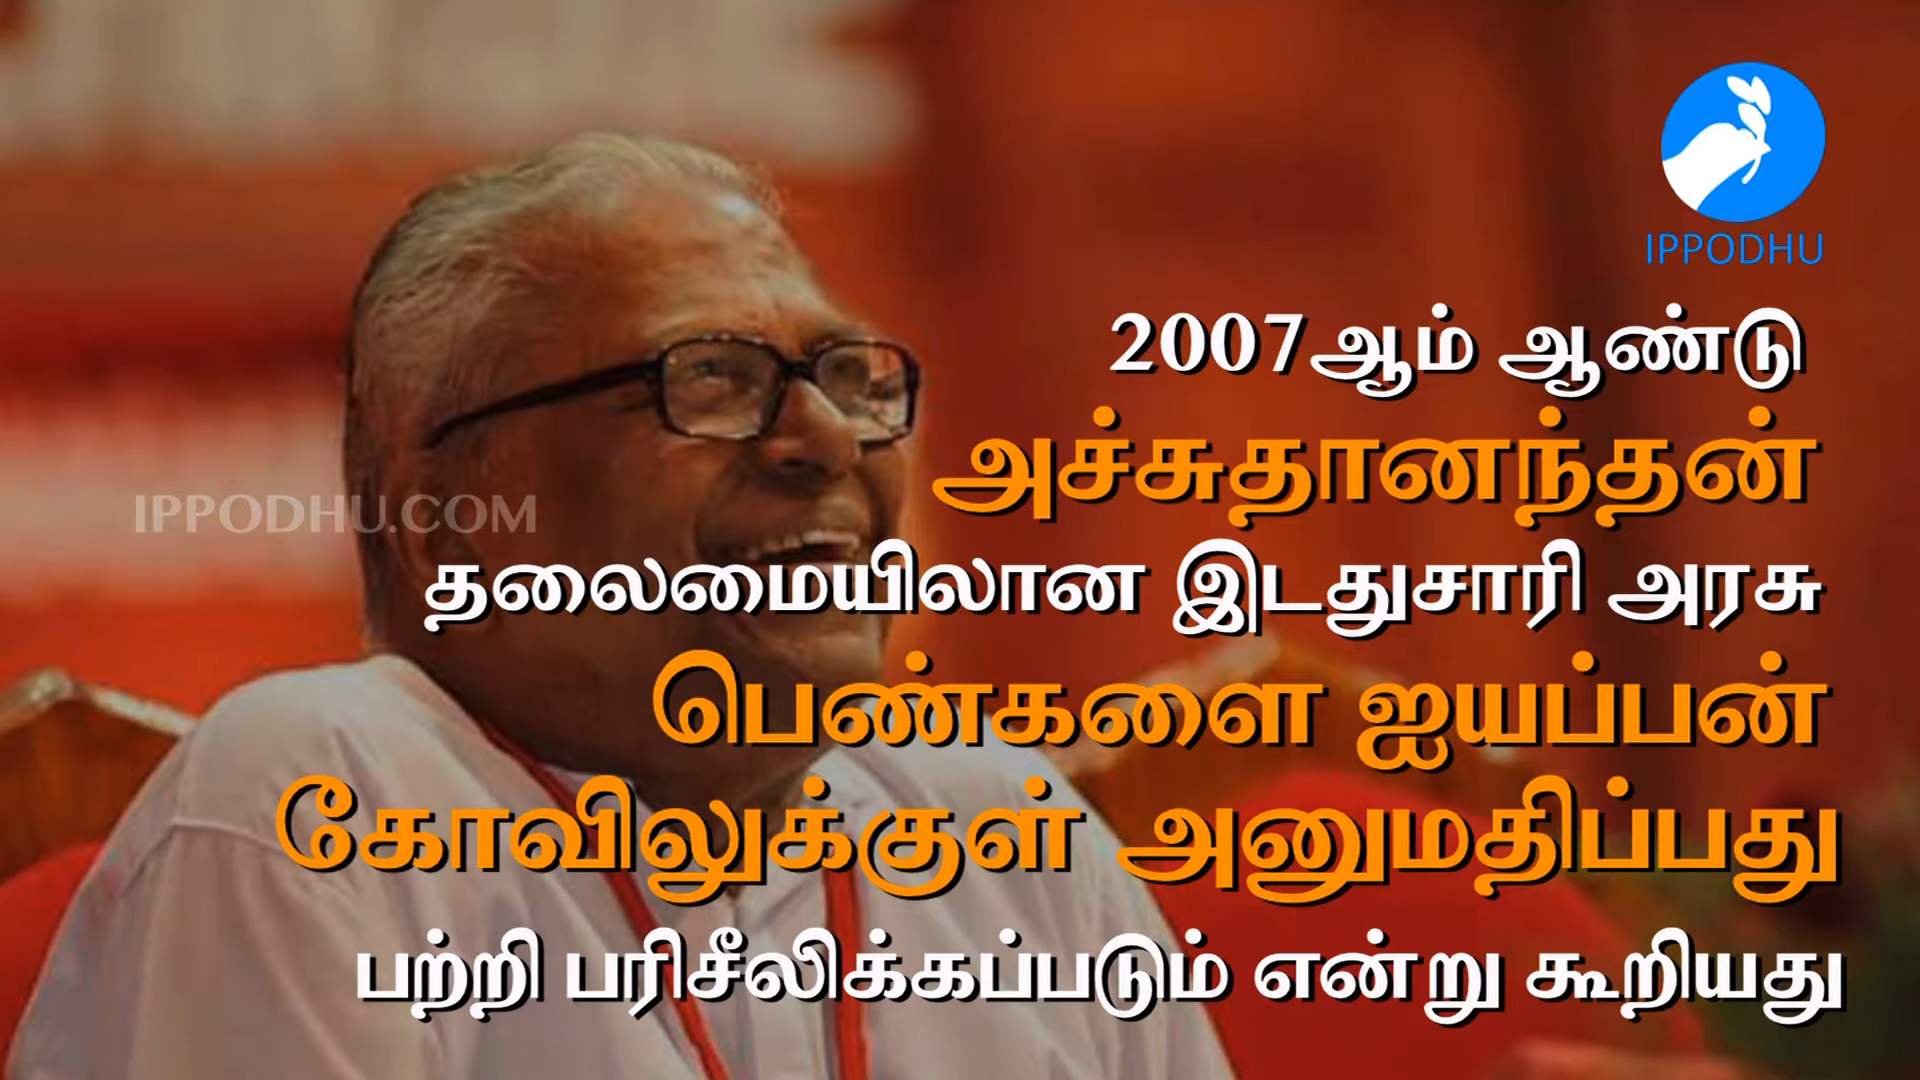 IPPODHU
2007ஆம் ஆண்டு
அச்சுதானந்தன்
IPPODHU.COM
தலைமையிலான இடதுசாரி அரசு
பெண்களை ஐயப்பன்
கோவிலுக்குள் அனுமதிப்பது
பற்றி பரிசீலிக்கப்படும் என்று கூறியது